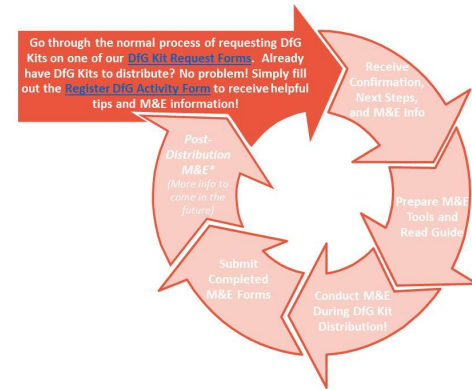 Go through the normal process of requesting DfG
Kits on one of our DfG Kit Request Forms. Already
have DfG Kits to distribute? No problem! Simply fill
out the Register DfG Activity Form to receive helpful
tips and M&E information!
Receive
Confirmation,
Next Steps,
and M&E Info
Prepare M&E
Tools and
Read Guide
Conduct M&E
During DfG Kit
Distribution!
Submit
Completed
M&E Forms
Post-
Distribution
M&E*
(More info to
come in the
future)